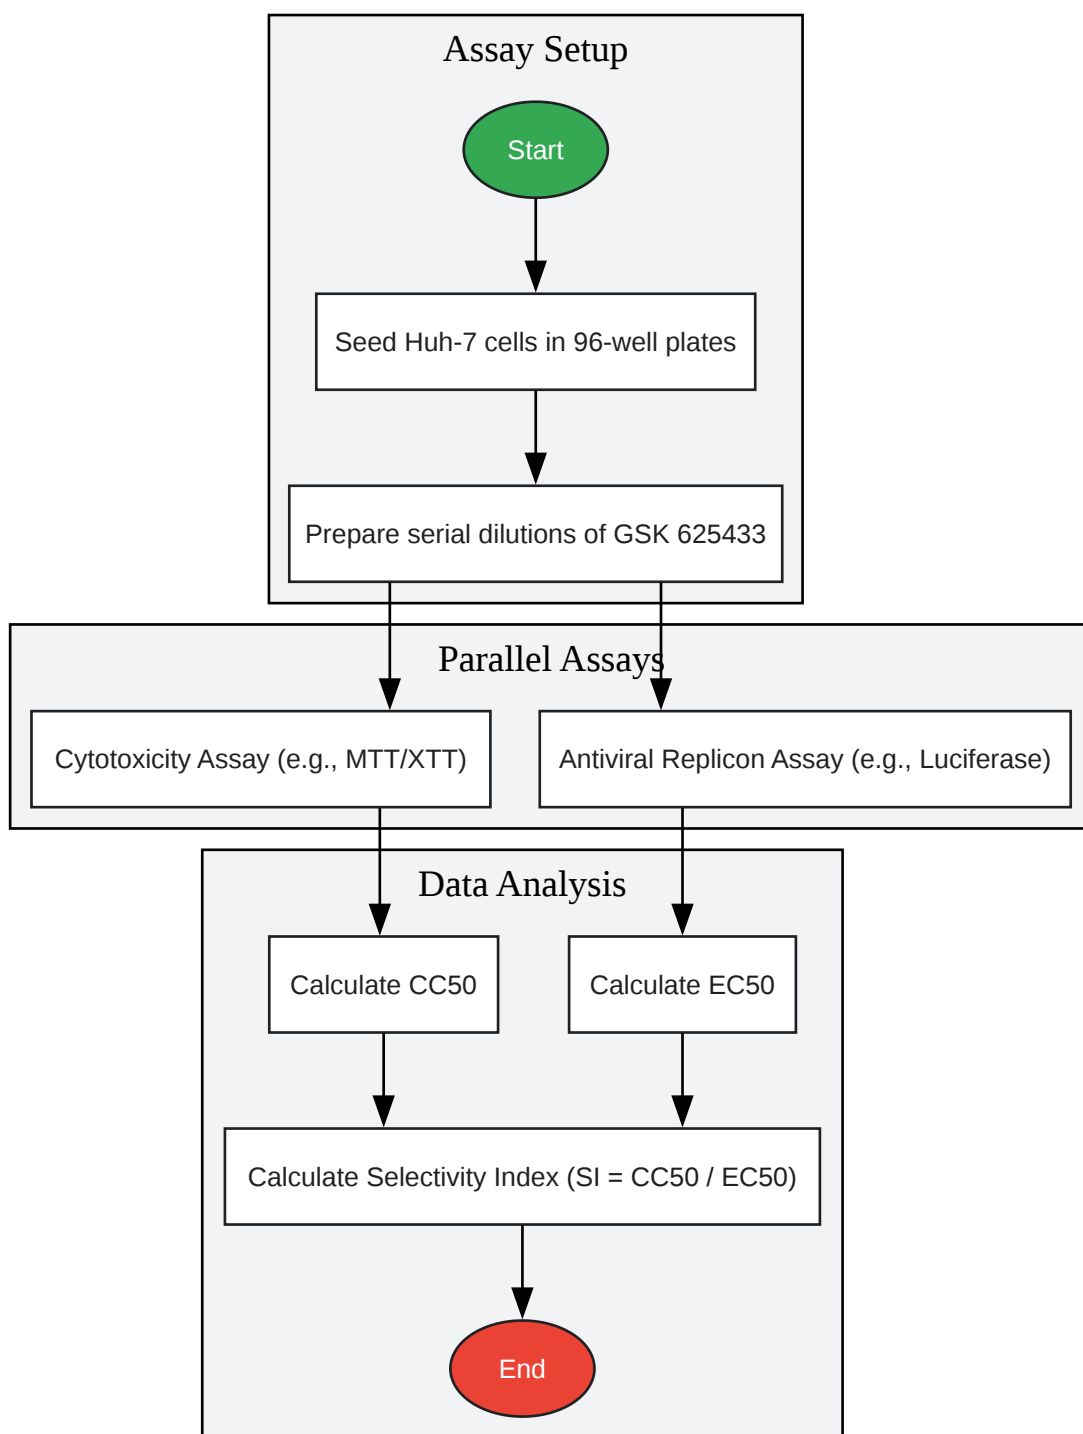 Assay Setup
Start
Seed Huh-7 cells in 96-well plates
Prepare serial dilutions of GSK 625433
Parallel Assays
Cytotoxicity Assay (e.g., MTT/XTT)
Antiviral Replicon Assay (e.g., Luciferase)
Data Analysis
Calculate CC50
Calculate EC50
Calculate Selectivity Index (SI = CC50 / EC50)
End